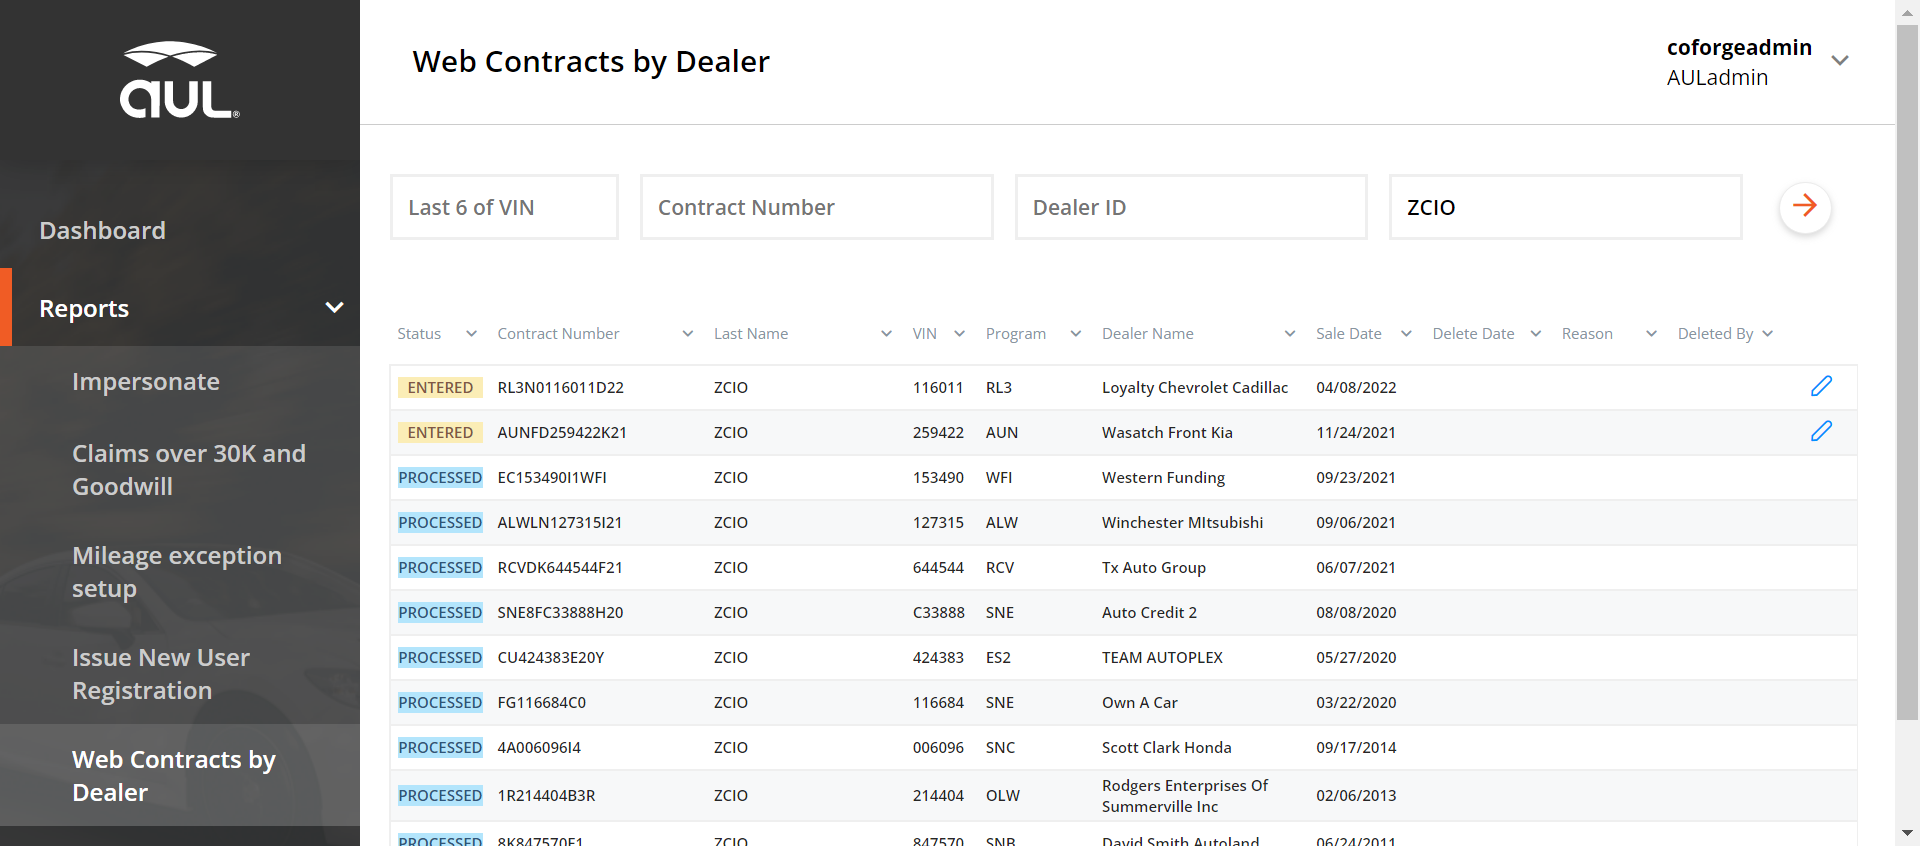 aul®
Dashboard
Reports
Impersonate
Claims over 30K and
Goodwill
Mileage exception
setup
Issue New User
Registration
Web Contracts by
Dealer
Web Contracts by Dealer
coforgeadmin
AULadmin
Last 6 of VIN Contract Number Dealer ID ZCIO
Status Contract Number Last Name VIN Program Dealer Name Sale Date Delete Date Reason Deleted By
ENTERED RL3N0116011D22 ZCIO 116011 RL3 Loyalty Chevrolet Cadillac 04/08/2022
ENTERED AUNFD259422K21 ZCIO 259422 AUN Wasatch Front Kia 11/24/2021
PROCESSED EC153490I1WFI ZCIO 153490 WFI Western Funding 09/23/2021
PROCESSED ALWLN127315I21 ZCIO 127315 ALW Winchester MItsubishi 09/06/2021
PROCESSED RCVDK644544F21 ZCIO 644544 RCV Tx Auto Group 06/07/2021
PROCESSED SNE8FC33888H20 ZCIO C33888 SNE Auto Credit 2 08/08/2020
PROCESSED CU424383E20Y ZCIO 424383 ES2 TEAM AUTOPLEX 05/27/2020
PROCESSED FG116684C0 ZCIO 116684 SNE Own A Car 03/22/2020
PROCESSED 4A006096I4 ZCIO 006096 SNC Scott Clark Honda 09/17/2014
PROCESSED 1R214404B3R ZCIO 214404 OLW Rodgers Enterprises Of
Summerville Inc 02/06/2013
PROCESSED 8K847570F1 ZCIO 847570 SNB David Smith Autoland 06/24/2011